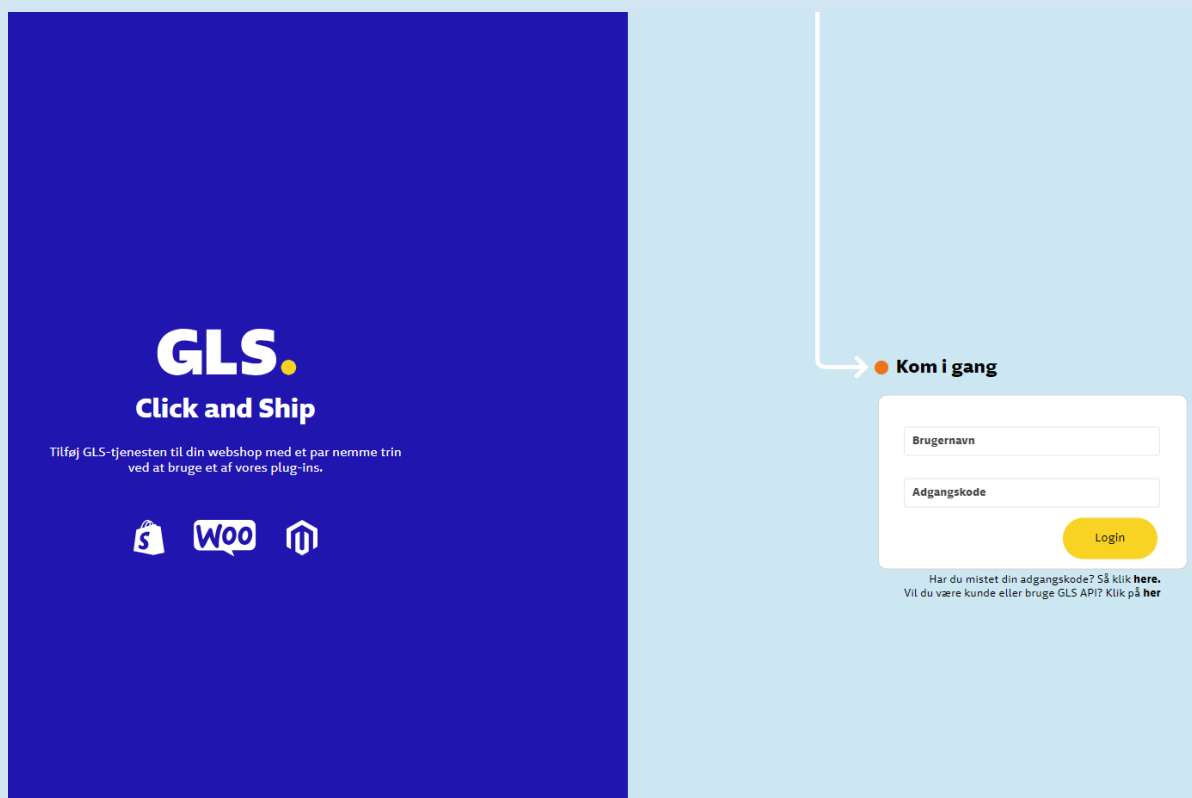 GLS.
Click and Ship
Tilføj GLS-tjenesten til din webshop med et par nemme trin
ved at bruge et af vores plug-ins.
S
Woo
Kom i gang
Brugernavn
Adgangskode
Login
Har du mistet din adgangskode? Så klik here.
Vil du være kunde eller bruge GLS API? Klik på her